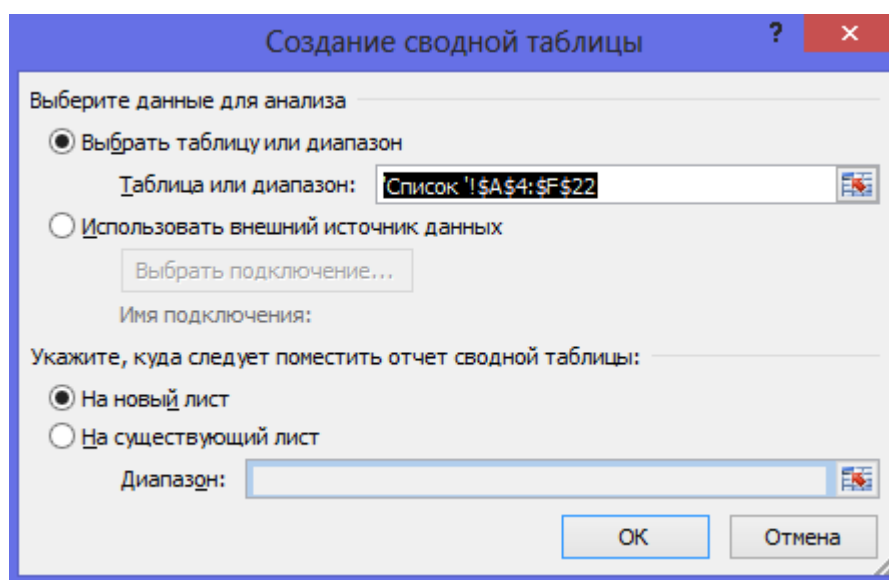 Создание сводной таблицы ? ×
Выберите данные для анализа
Выбрать таблицу или диапазон
Таблица или диапазон: 'Список '!$A$4:$F$22
Использовать внешний источник данных
Выбрать подключение...
Имя подключения:
Укажите, куда следует поместить отчет сводной таблицы:
На новый лист
На существующий лист
Диапазон:
ОК Отмена